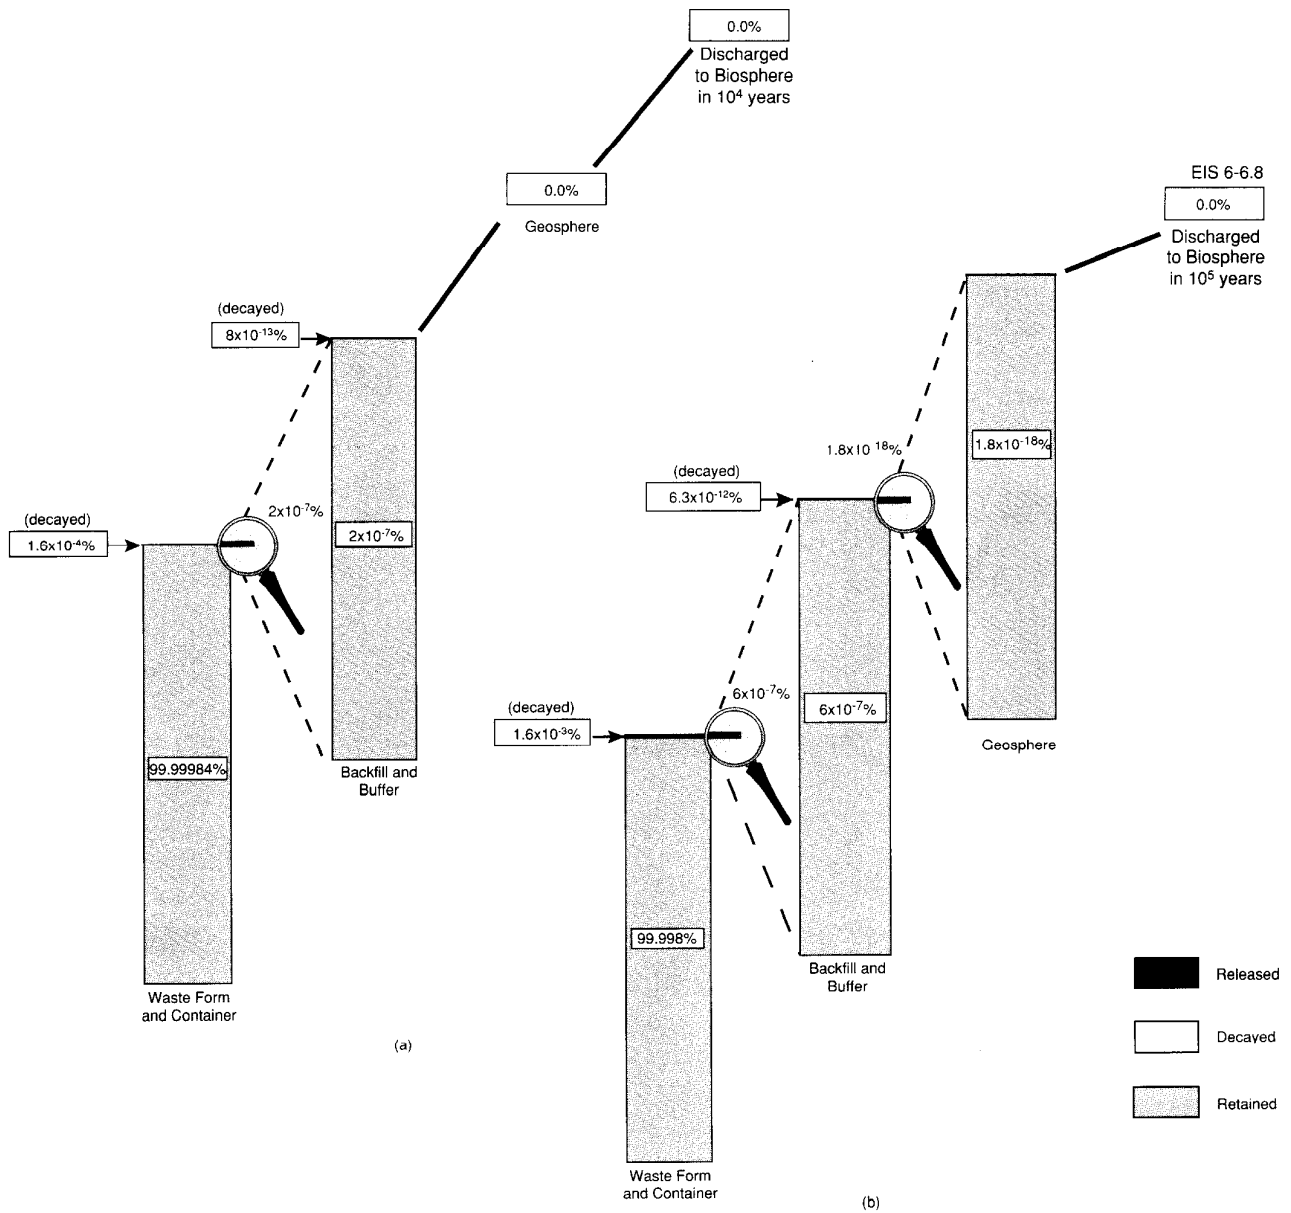 0.0%
Discharged
to Biosphere
in 10⁴ years
0.0%
Geosphere
(decayed)
8x10⁻¹³%
2x10⁻⁷%
2x10⁻⁷%
(decayed)
1.6x10⁻⁴%
99.99984%
Backfill and
Buffer
Waste Form
and Container
(a)
EIS 6-6.8
0.0%
Discharged
to Biosphere
in 10⁵ years
1.8x10 ¹⁸%
1.8x10⁻¹⁸%
(decayed)
6.3x10⁻¹²%
6x10⁻⁷%
6x10⁻⁷%
(decayed)
1.6x10⁻³%
Geosphere
99.998%
Backfill and
Buffer
Waste Form
and Container
(b)
Released
Decayed
Retained